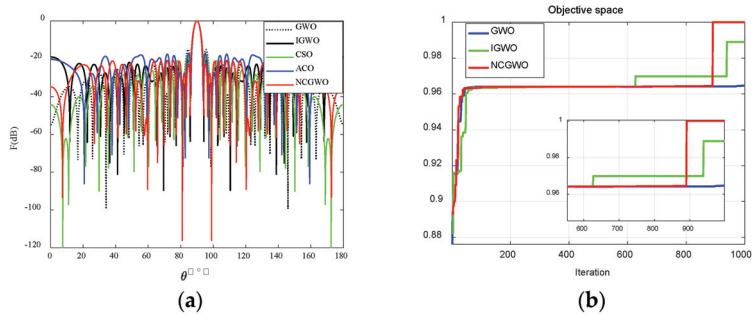 0
-20
-40
-60
-80
-100
-120
F(dB)
0 20 40 60 80 100 120 140 160 180
θ□°□
GWO
IGWO
CSO
ACO
NCGWO
(a)
Objective space
1
0.98
0.96
0.94
0.92
0.9
0.88
200 400 600 800 1000
Iteration
GWO
IGWO
NCGWO
1
0.98
0.96
600 700 800 900
(b)